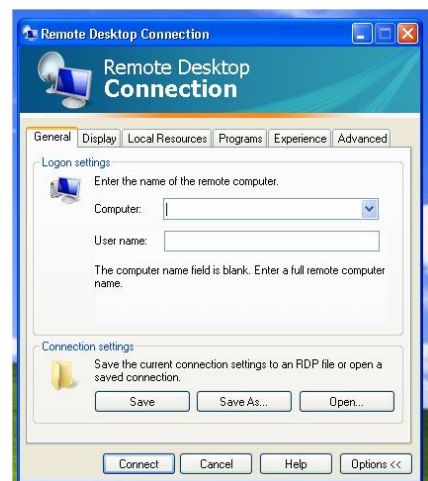 Remote Desktop Connection
Remote Desktop
Connection
General Display Local Resources Programs Experience Advanced
Logon settings
Enter the name of the remote computer.
Computer:
User name:
The computer name field is blank. Enter a full remote computer
name.
Connection settings
Save the current connection settings to an RDP file or open a
saved connection.
Save Save As... Open...
Connect Cancel Help Options <<